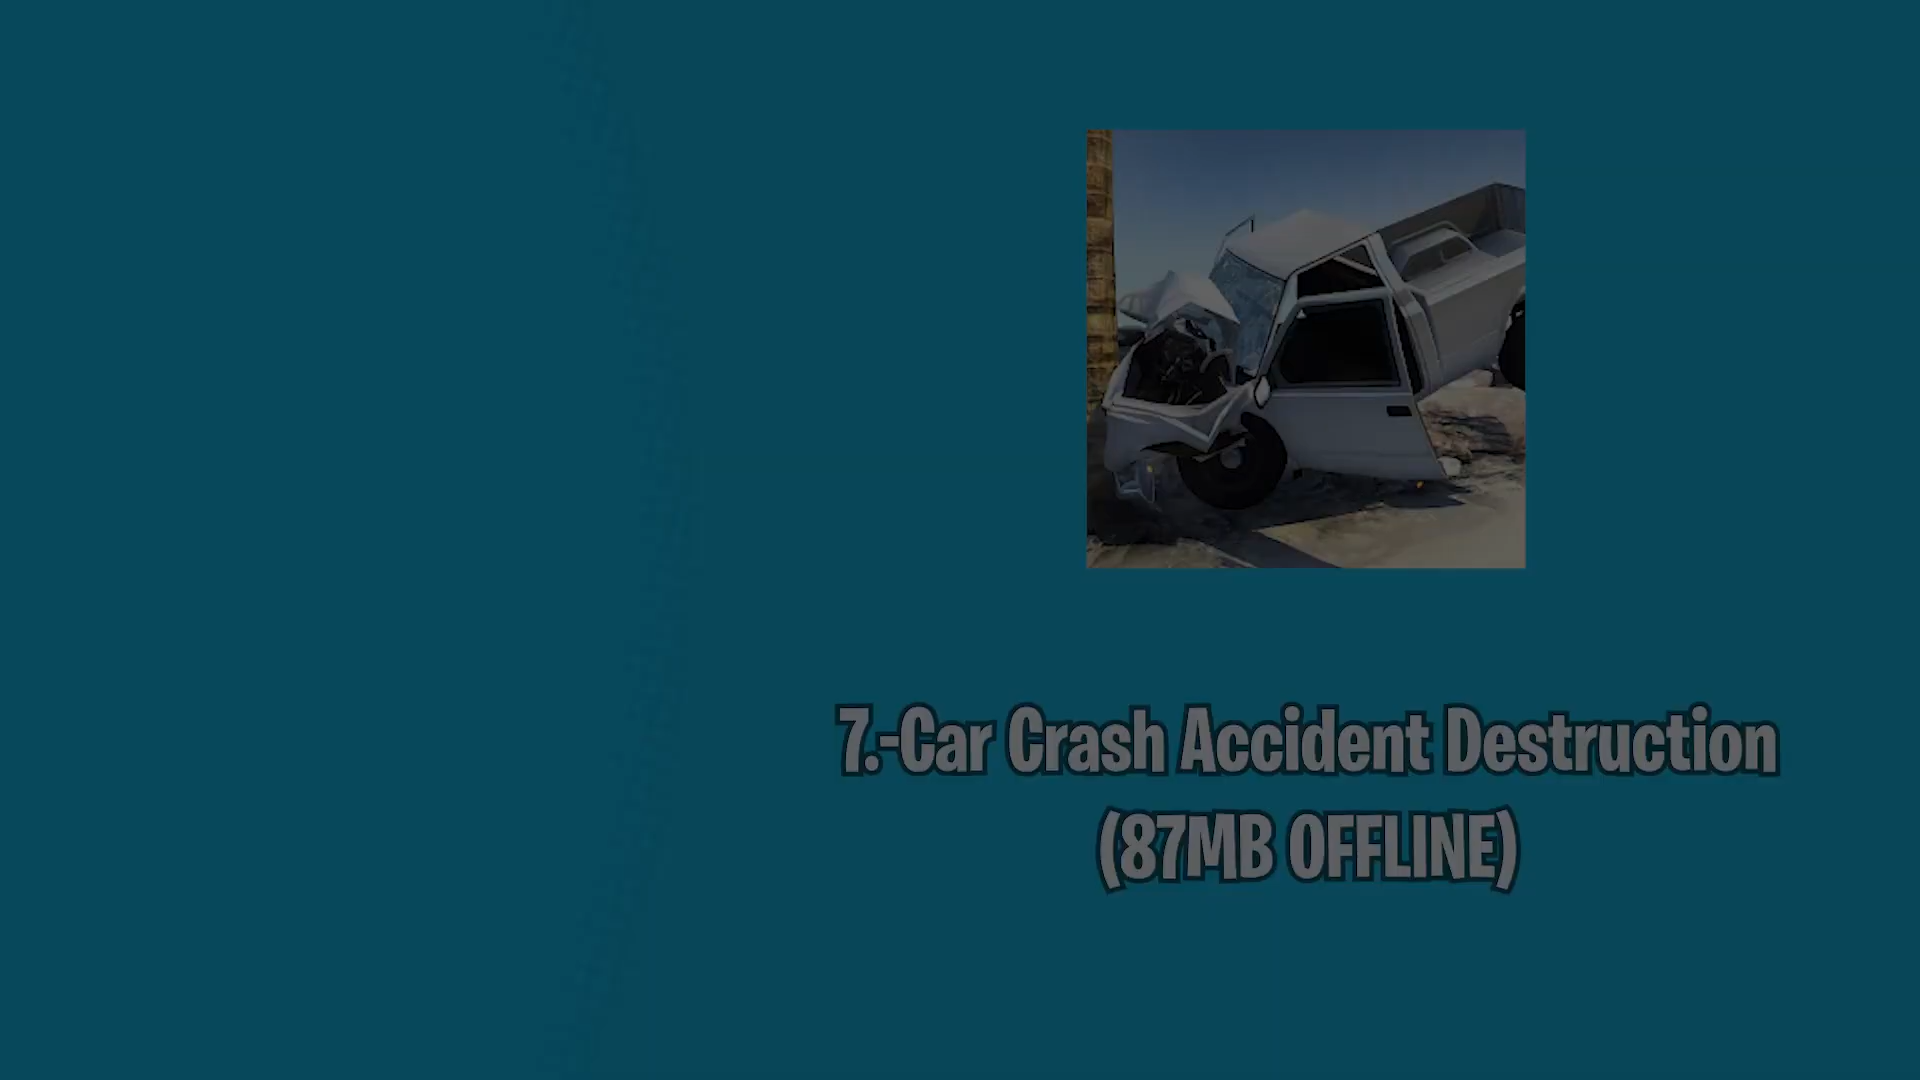 7.-Car Crash Accident Destruction
(87MB OFFLINE)